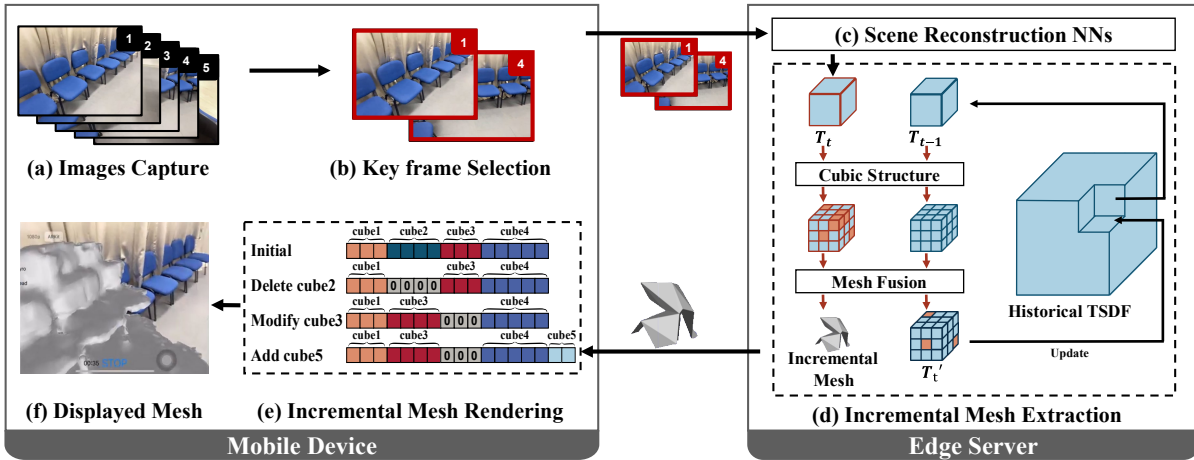 1
2
3
4
5
(a) Images Capture
1
4
(b) Key frame Selection
1
4
(c) Scene Reconstruction NNs
T_t
T_{t-1}
Cubic Structure
Mesh Fusion
Historical TSDF
Incremental
Mesh
T_t'
Update
(d) Incremental Mesh Extraction
Edge Server
cube1 cube2 cube3 cube4
Initial
cube1 cube3 cube4
Delete cube2 0 0 0 0
cube1 cube3 cube4
Modify cube3 0 0 0
cube1 cube3 cube4 cube5
Add cube5 0 0 0
(e) Incremental Mesh Rendering
00:35 STOP
(f) Displayed Mesh
Mobile Device